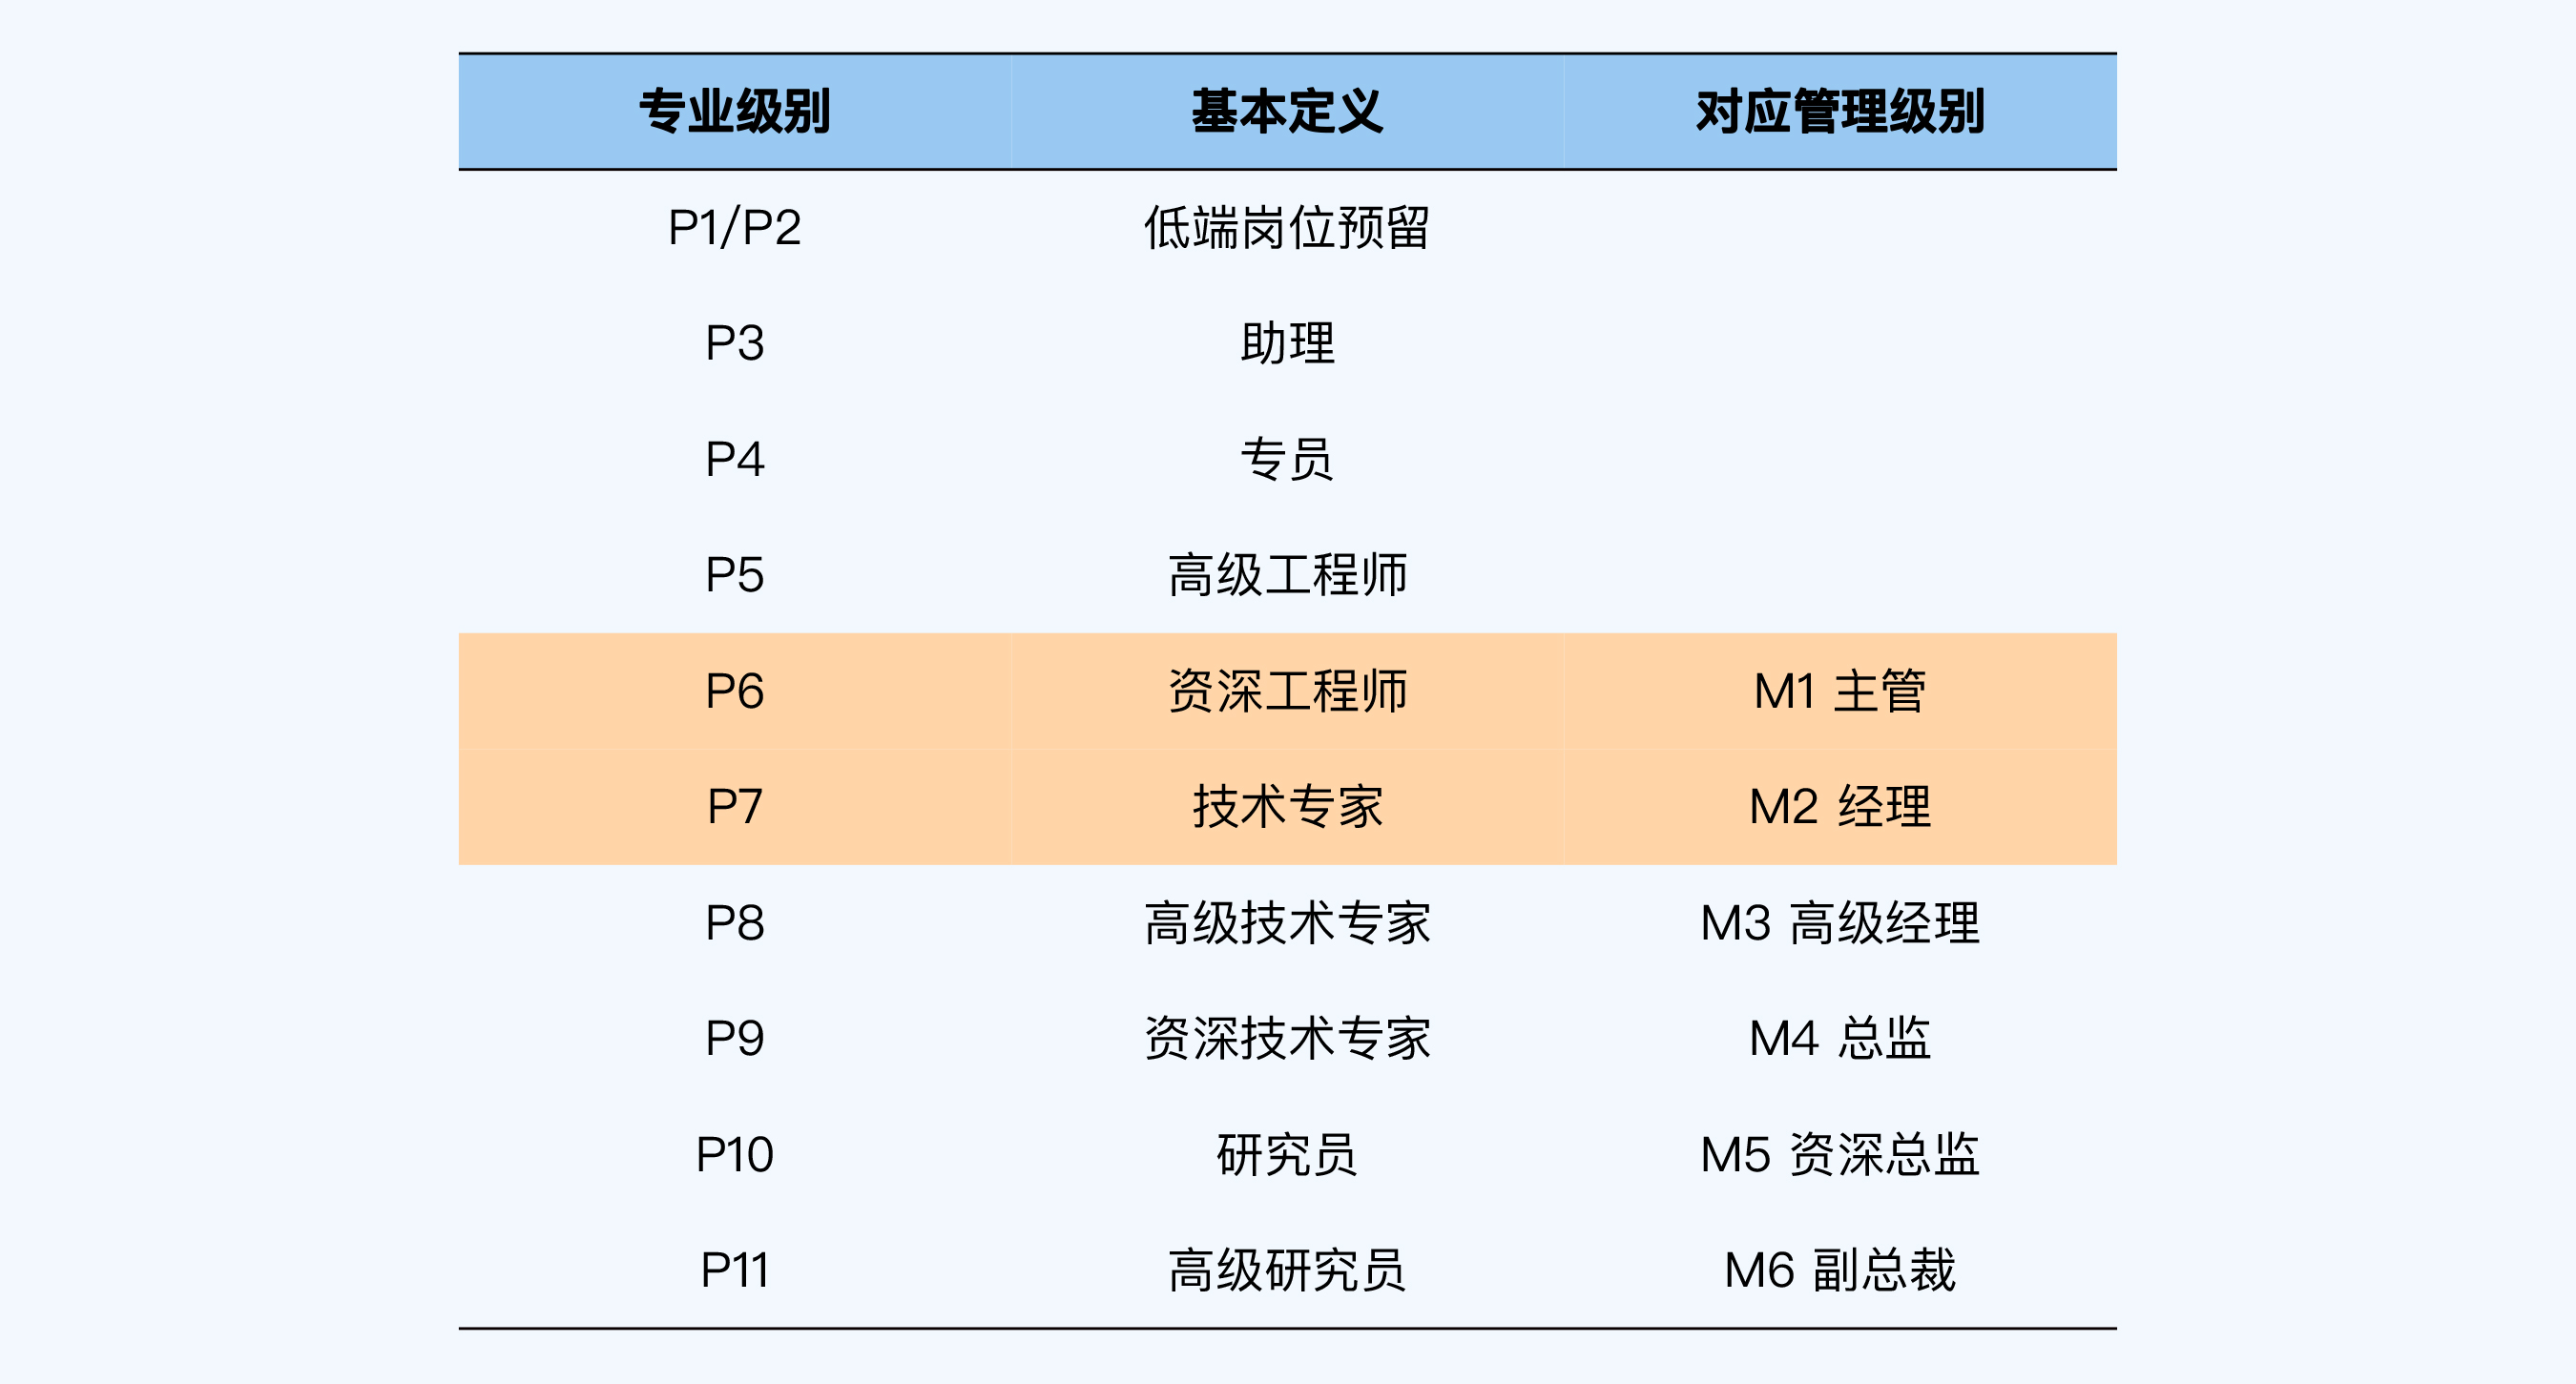 专业级别 基本定义 对应管理级别
P1/P2 低端岗位预留
P3 助理
P4 专员
P5 高级工程师
P6 资深工程师 M1 主管
P7 技术专家 M2 经理
P8 高级技术专家 M3 高级经理
P9 资深技术专家 M4 总监
P10 研究员 M5 资深总监
P11 高级研究员 M6 副总裁